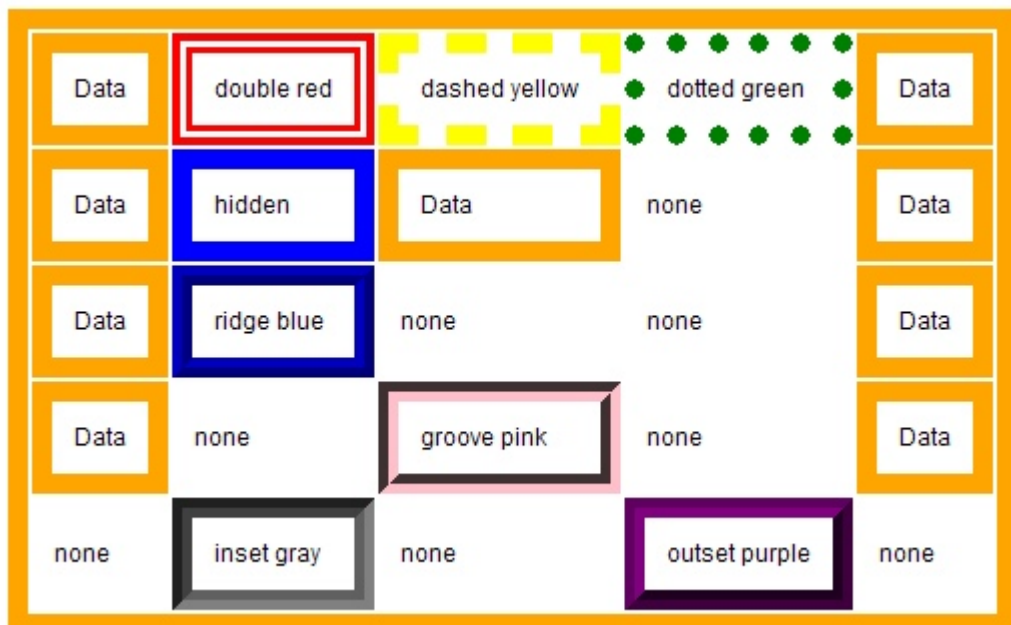 Data double red dashed yellow dotted green Data
Data hidden Data none Data
Data ridge blue none none Data
Data none groove pink none Data
none inset gray none outset purple none